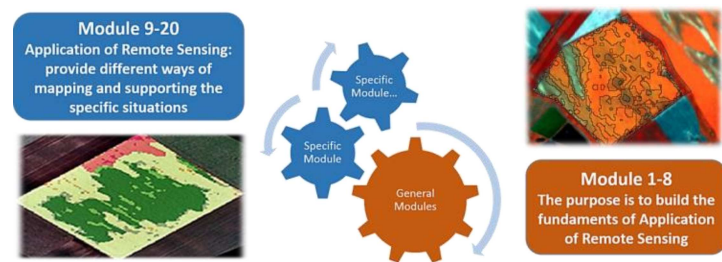 Module 9-20
Application of Remote Sensing:
provide different ways of
mapping and supporting the
specific situations
Specific
Module...
Specific
Module
General
Modules
Module 1-8
The purpose is to build the
fundaments of Application
of Remote Sensing